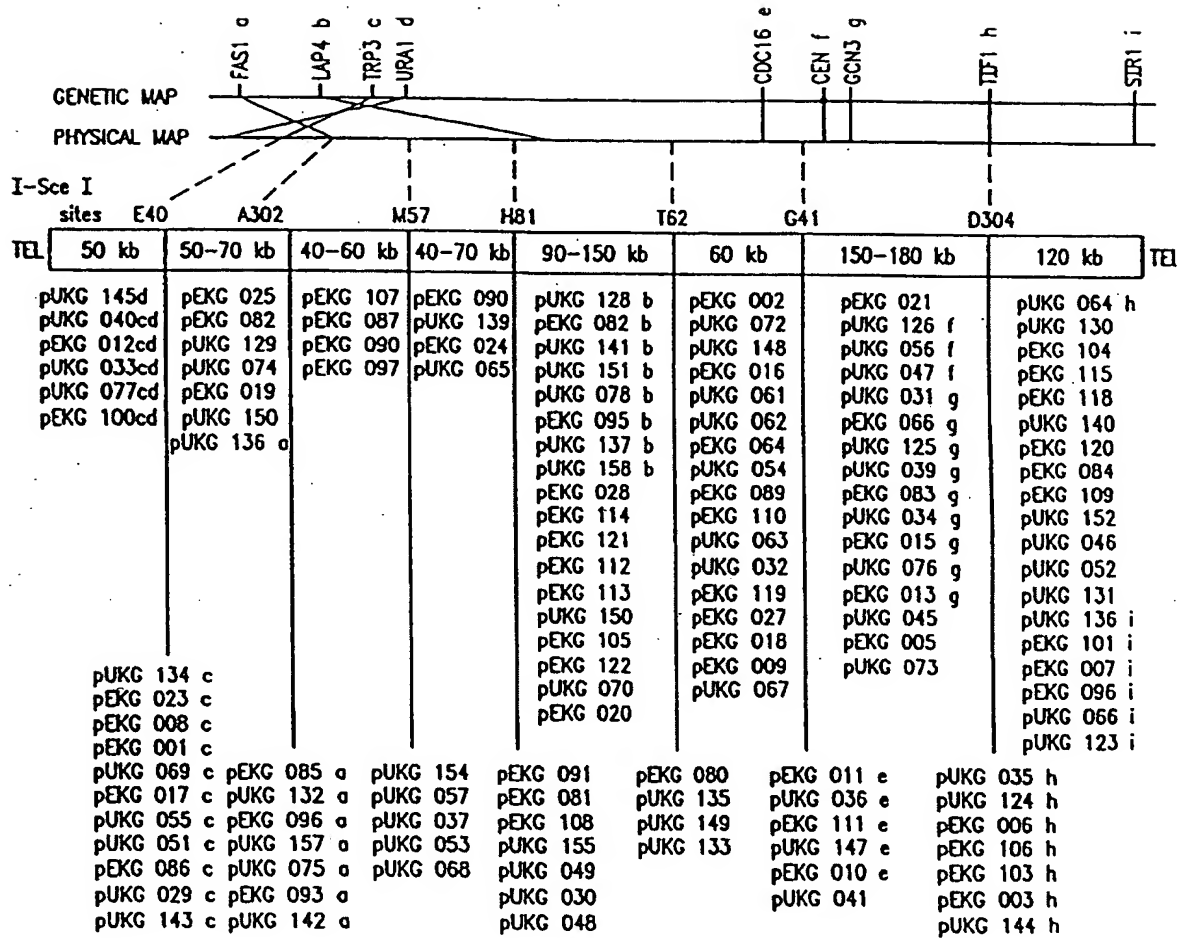 FAS1 a LAP4 b TRP3 c URA1 d CDC16 e CEN f GCN3 g TIF1 h SIR1 i
GENETIC MAP
PHYSICAL MAP
I-Sce I
sites E40 A302 M57 H81 T62 G41 D304
TEL 50 kb 50-70 kb 40-60 kb 40-70 kb 90-150 kb 60 kb 150-180 kb 120 kb TEL
pUKG 145d pEKG 025 pEKG 107 pEKG 090 pUKG 128 b pEKG 002 pEKG 021 pUKG 064 h
pUKG 040cd pEKG 082 pEKG 087 pUKG 139 pEKG 082 b pUKG 072 pUKG 126 f pUKG 130
pEKG 012cd pUKG 129 pEKG 090 pEKG 024 pUKG 141 b pUKG 148 pUKG 056 f pEKG 104
pUKG 033cd pUKG 074 pEKG 097 pUKG 065 pUKG 151 b pEKG 016 pUKG 047 f pEKG 115
pUKG 077cd pEKG 019 pUKG 078 b pUKG 061 pUKG 031 g pEKG 118
pEKG 100cd pUKG 150 pEKG 095 b pUKG 062 pEKG 066 g pUKG 140
pUKG 136 a pUKG 137 b pEKG 064 pUKG 125 g pEKG 120
pUKG 158 b pUKG 054 pUKG 039 g pEKG 084
pEKG 028 pEKG 089 pEKG 083 g pEKG 109
pEKG 114 pEKG 110 pUKG 034 g pUKG 152
pEKG 121 pUKG 063 pEKG 015 g pUKG 046
pEKG 112 pUKG 032 pUKG 076 g pUKG 052
pEKG 113 pEKG 119 pEKG 013 g pUKG 131
pUKG 150 pEKG 027 pUKG 045 pUKG 136 i
pEKG 105 pEKG 018 pEKG 005 pEKG 101 i
pEKG 122 pEKG 009 pUKG 073 pEKG 007 i
pUKG 134 c pUKG 070 pUKG 067 pEKG 096 i
pEKG 023 c pEKG 020 pUKG 066 i
pEKG 008 c pUKG 123 i
pEKG 001 c
pUKG 069 c pEKG 085 a pUKG 154 pEKG 091 pEKG 080 pEKG 011 e pUKG 035 h
pEKG 017 c pUKG 132 a pUKG 057 pEKG 081 pUKG 135 pUKG 036 e pUKG 124 h
pUKG 055 c pEKG 096 a pUKG 037 pEKG 108 pUKG 149 pEKG 111 e pEKG 006 h
pUKG 051 c pUKG 157 a pUKG 053 pUKG 155 pUKG 133 pUKG 147 e pEKG 106 h
pEKG 086 c pUKG 075 a pUKG 068 pUKG 049 pEKG 010 e pEKG 103 h
pUKG 029 c pEKG 093 a pUKG 030 pUKG 041 pEKG 003 h
pUKG 143 c pUKG 142 a pUKG 048 pUKG 144 h